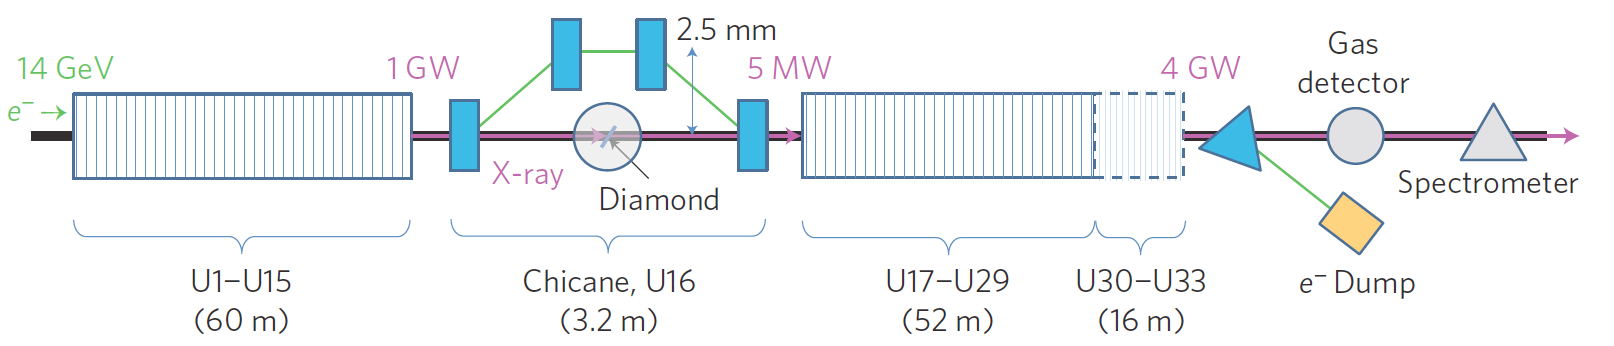 14 GeV
e⁻
1 GW
2.5 mm
5 MW
4 GW
Gas
detector
X-ray
Diamond
Spectrometer
U1–U15
(60 m)
Chicane, U16
(3.2 m)
U17–U29
(52 m)
U30–U33
(16 m)
e⁻ Dump